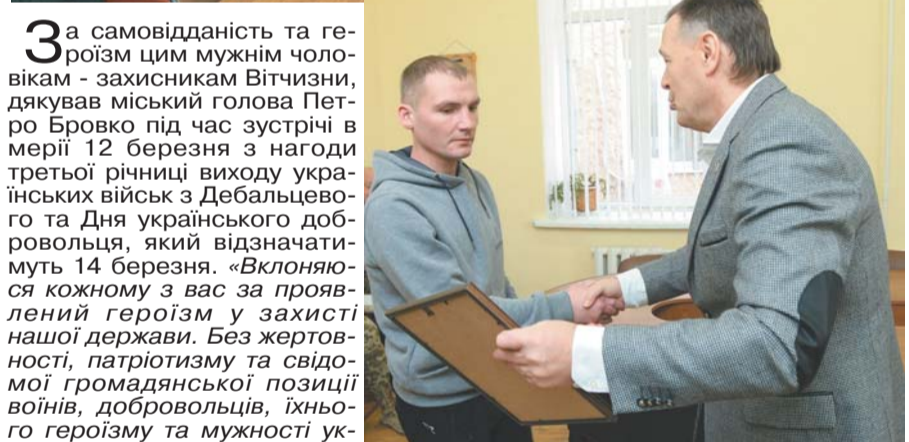 За самовідданість та ге-
роїзм цим мужнім чоло-
вікам - захисникам Вітчизни,
дякував міський голова Пет-
ро Бровко під час зустрічі в
мерії 12 березня з нагоди
третьої річниці виходу укра-
їнських військ з Дебальцево-
го та Дня українського доб-
ровольця, який відзначати-
муть 14 березня. «Вклоняю-
ся кожному з вас за прояв-
лений героїзм у захисті
нашої держави. Без жертов-
ності, патріотизму та свідо-
мої громадянської позиції
воїнів, добровольців, їхньо-
го героїзму та мужності ук-